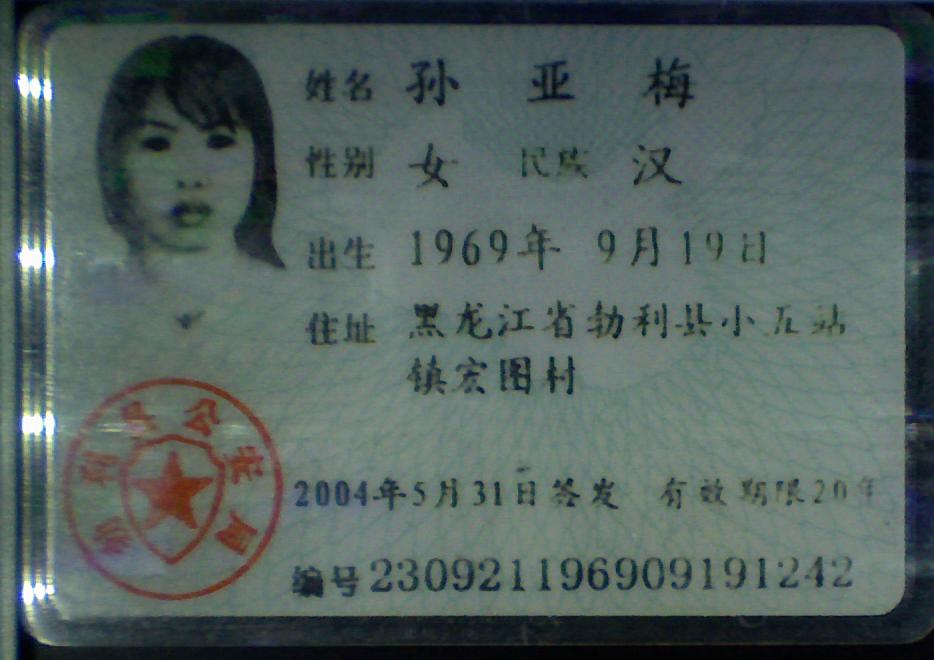 姓名 孙 亚 梅
性别 女 民族 汉
出生 1969年 9月19日
住址 黑龙江省勃利县小五站
镇宏图村
勃利县公安局
2004年5月31日签发 有效期限20年
编号 230921196909191242